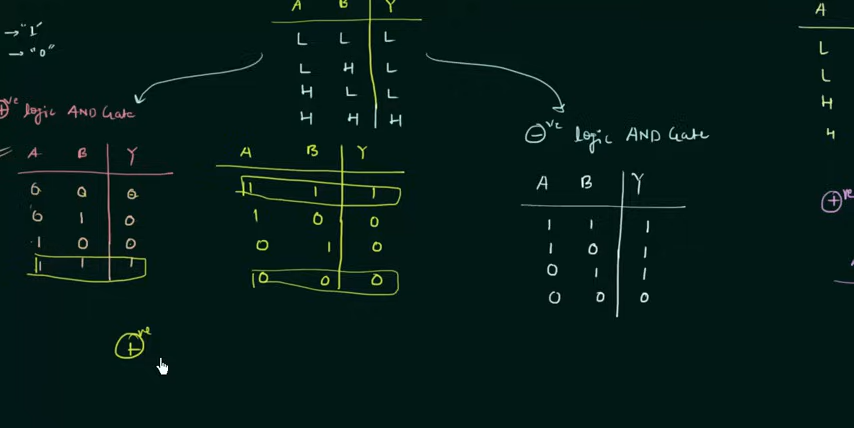 A B Y
→"1"
→"0"
L L L
L H L
H L L
H H H
+ve logic AND Gate
A B Y
0 0 0
0 1 0
1 0 0
1 1 1
A B Y
1 1 1
1 0 0
0 1 0
0 0 0
-ve logic AND Gate
A B Y
1 1 1
1 0 1
0 1 1
0 0 0
A
L
L
H
H
+ve
+ve